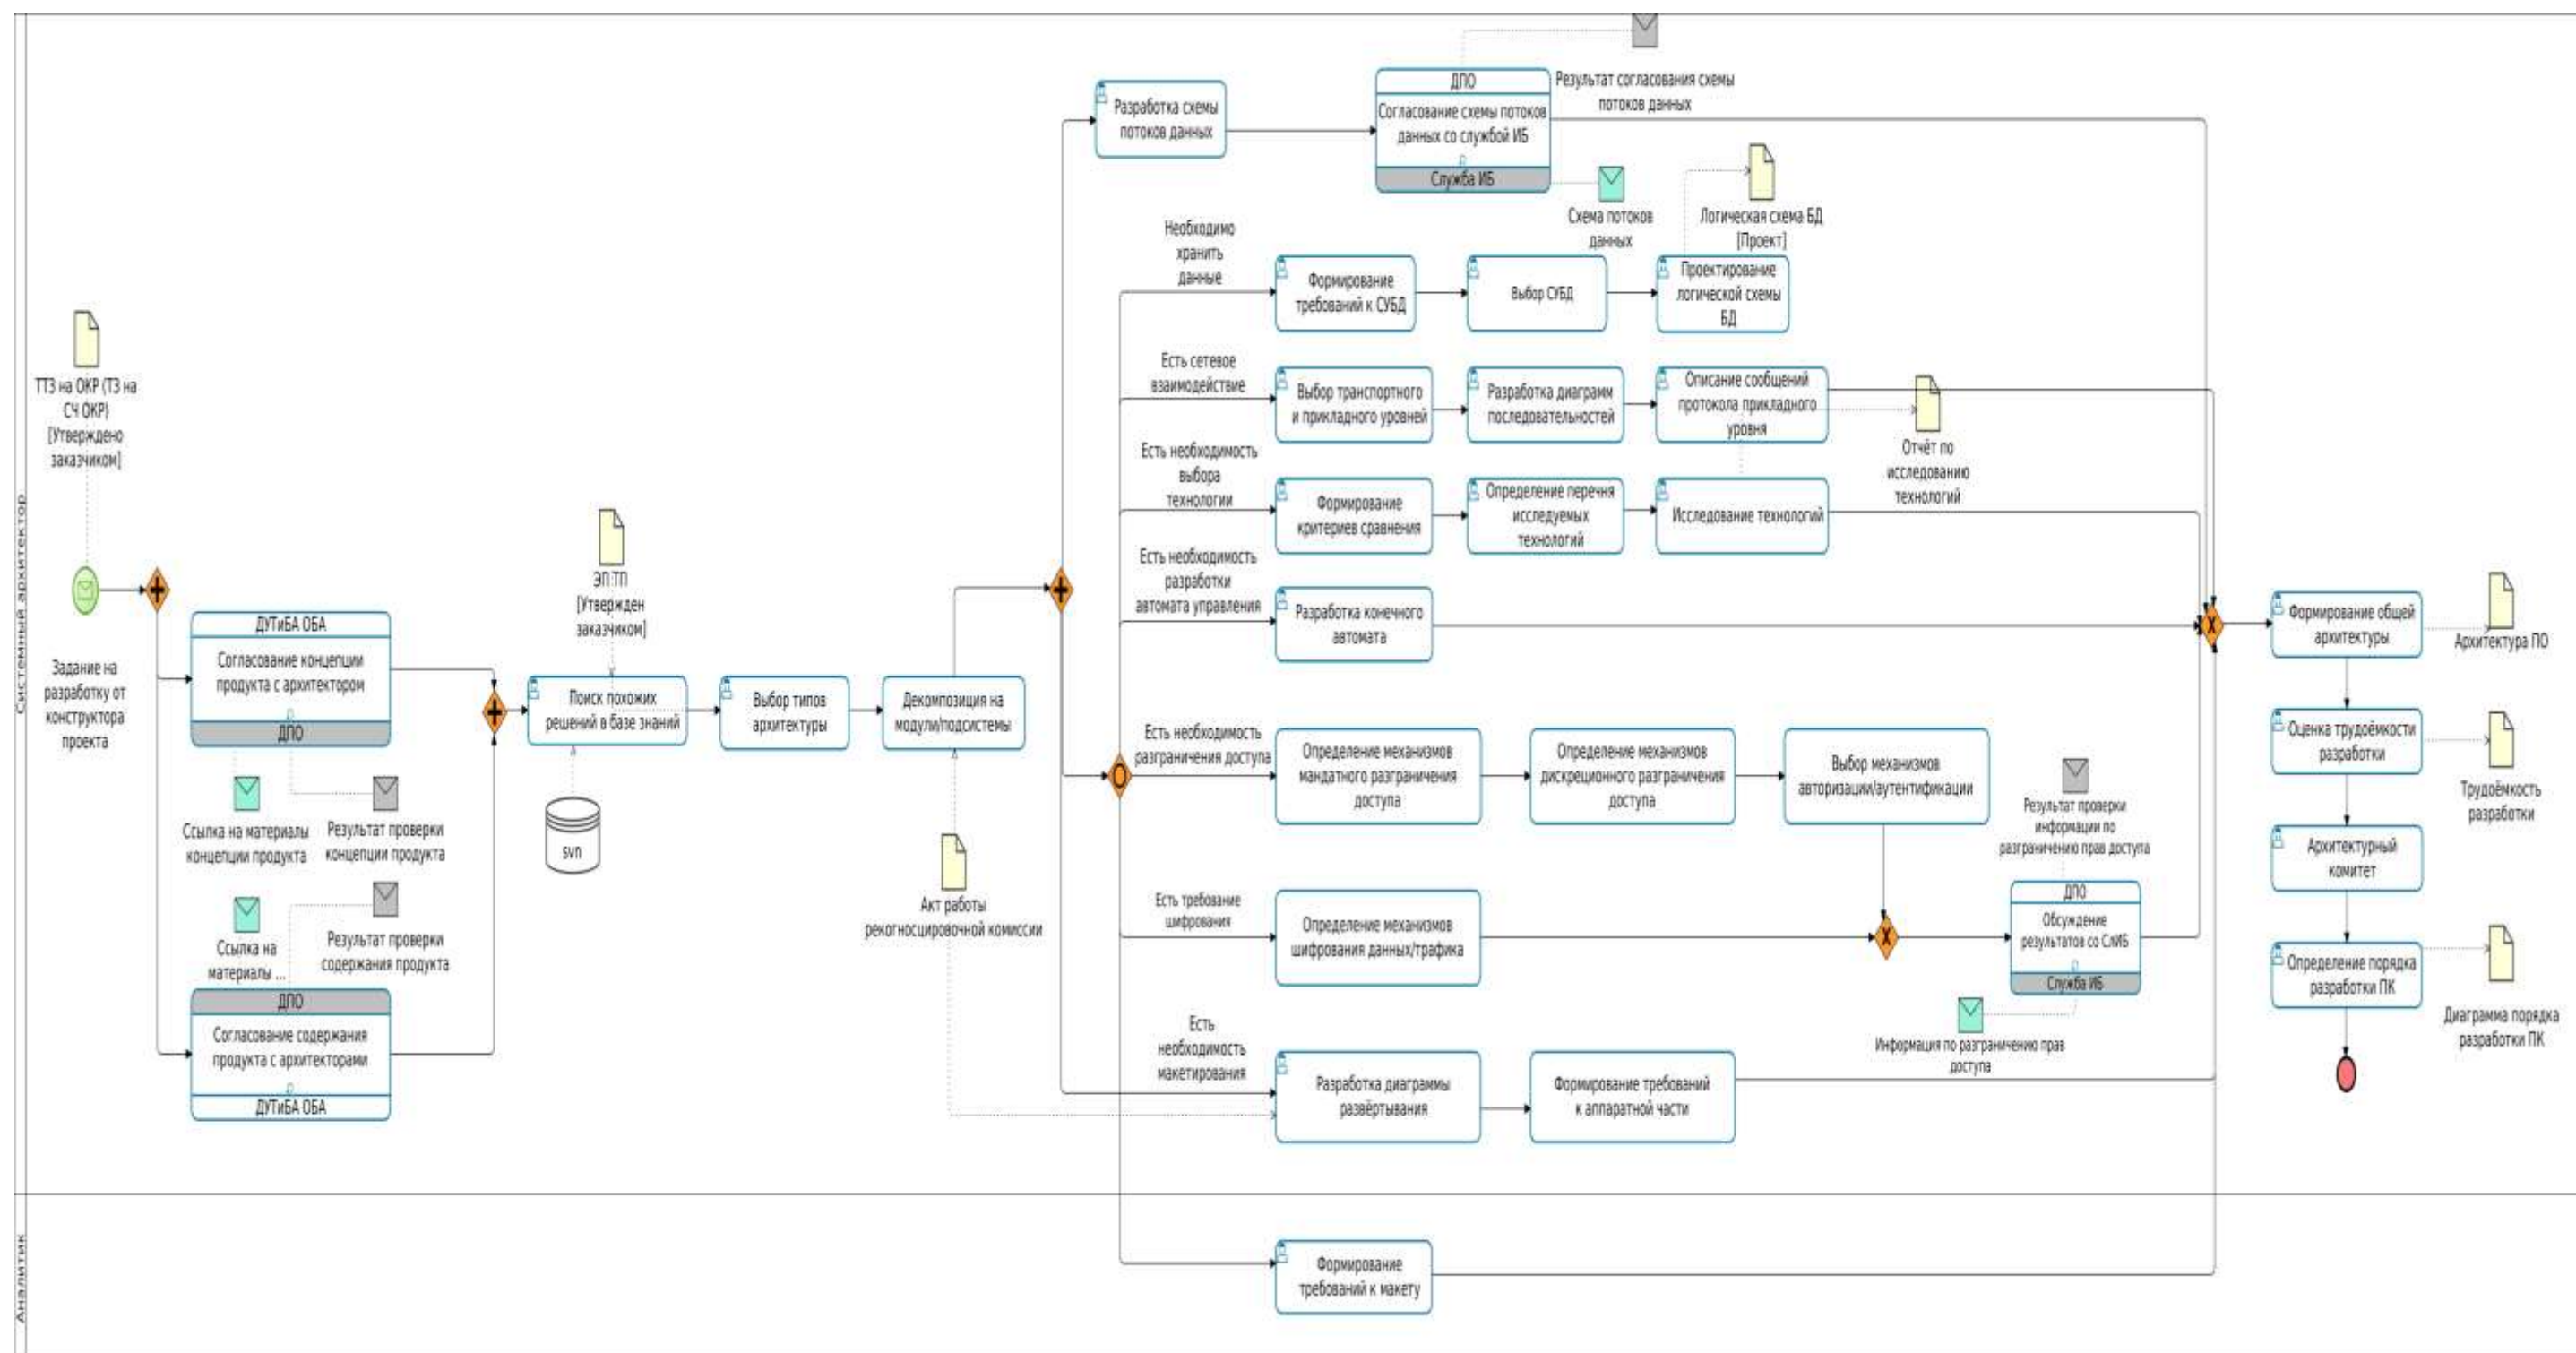 Системный архитектор
ТТЗ на ОКР (ТЗ на
СЧ ОКР)
[Утверждено
заказчиком]
Задание на
разработку от
конструктора
проекта
ДУТиБА ОБА
Согласование концепции
продукта с архитектором
ДПО
Ссылка на материалы
концепции продукта
Результат проверки
концепции продукта
Ссылка на
материалы ...
Результат проверки
содержания продукта
ДПО
Согласование содержания
продукта с архитекторами
ДУТиБА ОБА
ЭП ТП
[Утвержден
заказчиком]
Поиск похожих
решений в базе знаний
svn
Выбор типов
архитектуры
Декомпозиция на
модули/подсистемы
Акт работы
рекогносцировочной комиссии
Разработка схемы
потоков данных
ДПО
Согласование схемы потоков
данных со службой ИБ
Служба ИБ
Результат согласования схемы
потоков данных
Схема потоков
данных
Логическая схема БД
[Проект]
Необходимо
хранить
данные
Формирование
требований к СУБД
Выбор СУБД
Проектирование
логической схемы
БД
Есть сетевое
взаимодействие
Выбор транспортного
и прикладного уровней
Разработка диаграмм
последовательностей
Описание сообщений
протокола прикладного
уровня
Отчёт по
исследованию
технологий
Есть необходимость
выбора
технологии
Формирование
критериев сравнения
Определение перечня
исследуемых
технологий
Исследование технологий
Есть необходимость
разработки
автомата управления
Разработка конечного
автомата
Есть необходимость
разграничения доступа
Определение механизмов
мандатного разграничения
доступа
Определение механизмов
дискреционного разграничения
доступа
Выбор механизмов
авторизации/аутентификации
Результат проверки
информации по
разграничению прав доступа
Есть требование
шифрования
Определение механизмов
шифрования данных/трафика
ДПО
Обсуждение
результатов со СлИБ
Служба ИБ
Информация по разграничению прав
доступа
Есть
необходимость
макетирования
Разработка диаграммы
развёртывания
Формирование требований
к аппаратной части
Формирование общей
архитектуры
Архитектура ПО
Оценка трудоёмкости
разработки
Трудоёмкость
разработки
Архитектурный
комитет
Определение порядка
разработки ПК
Диаграмма порядка
разработки ПК
Аналитик
Формирование
требований к макету